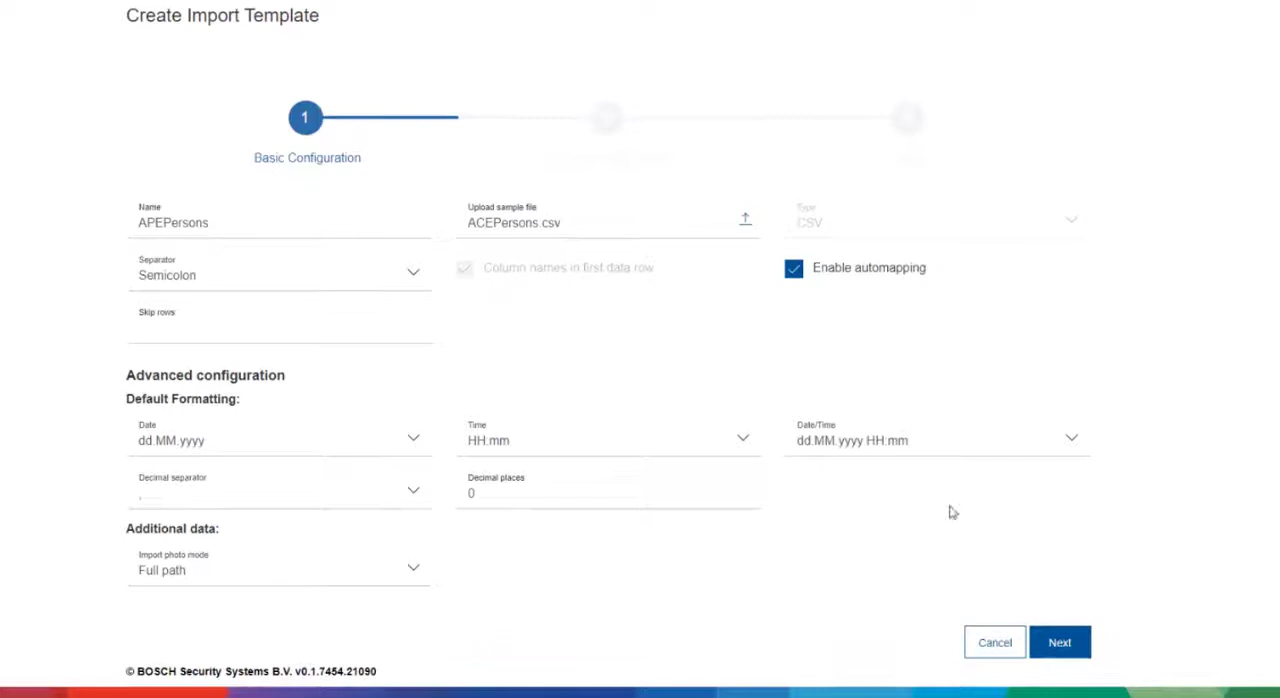 Create Import Template
1
Basic Configuration
Name
APEPersons
Upload sample file
ACEPersons.csv
Type
CSV
Separator
Semicolon
Column names in first data row
Enable automapping
Skip rows
Advanced configuration
Default Formatting:
Date
dd.MM.yyyy
Time
HH:mm
Date/Time
dd.MM.yyyy HH:mm
Decimal separator
,
Decimal places
0
Additional data:
Import photo mode
Full path
Cancel
Next
© BOSCH Security Systems B.V. v0.1.7454.21090